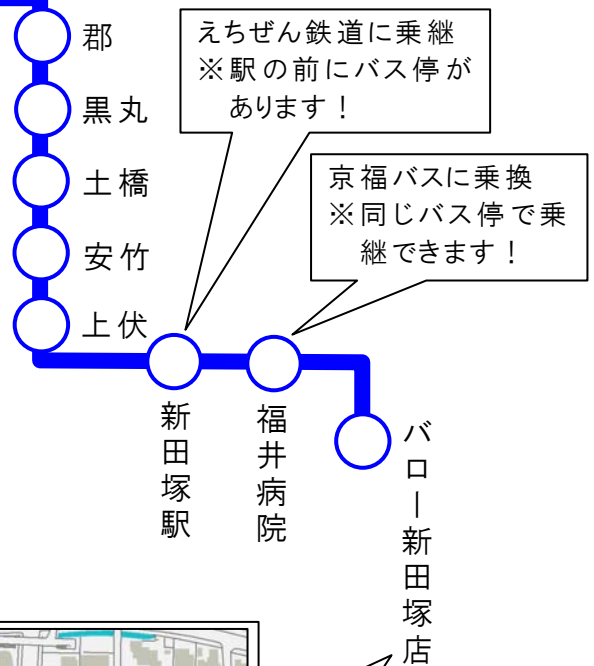 郡
えちぜん鉄道に乗継
※駅の前にバス停が
あります！
黒丸
土橋
京福バスに乗換
※同じバス停で乗
継できます！
安竹
上伏
新田塚駅
福井病院
バロー新田塚店